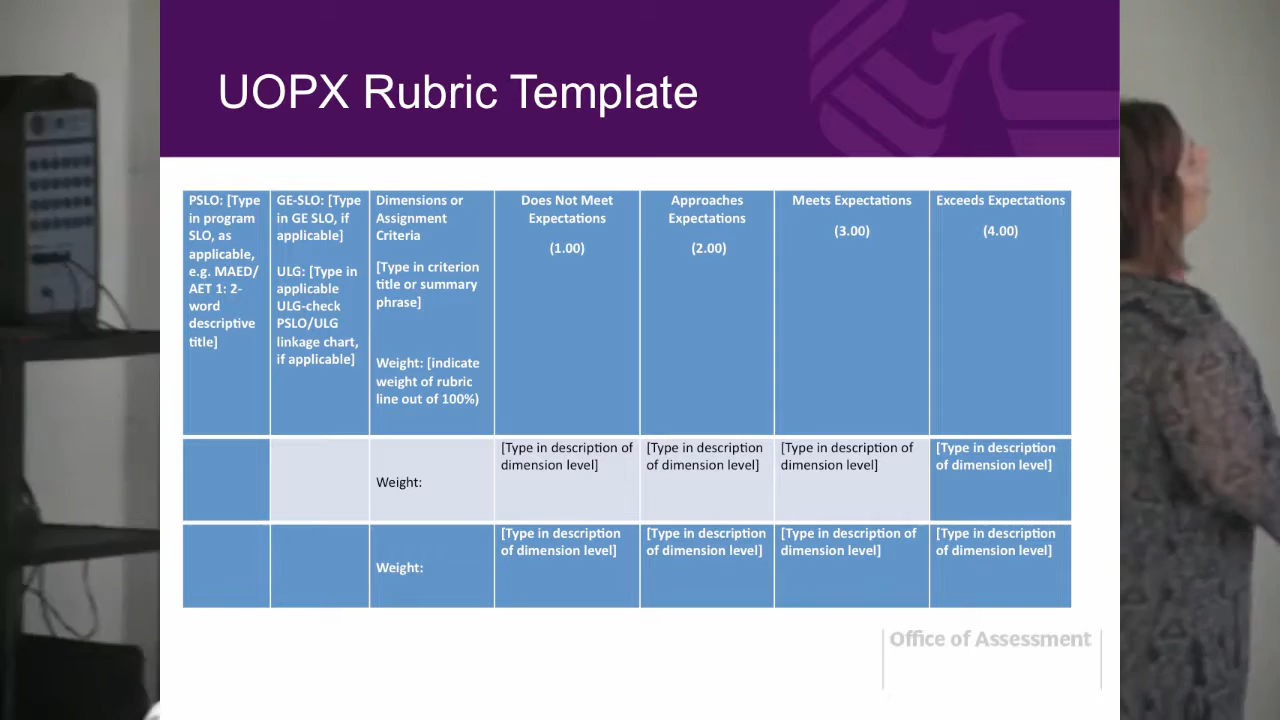 UOPX Rubric Template
PSLO: [Type
in program
SLO, as
applicable,
e.g. MAED/
AET 1: 2-
word
descriptive
title]
GE-SLO: [Type
in GE SLO, if
applicable]
ULG: [Type in
applicable
ULG-check
PSLO/ULG
linkage chart,
if applicable]
Dimensions or
Assignment
Criteria
[Type in criterion
title or summary
phrase]
Weight: [indicate
weight of rubric
line out of 100%)
Does Not Meet
Expectations
(1.00)
Approaches
Expectations
(2.00)
Meets Expectations
(3.00)
Exceeds Expectations
(4.00)
Weight:
[Type in description of
dimension level]
[Type in description
of dimension level]
[Type in description of
dimension level]
[Type in description
of dimension level]
Weight:
[Type in description
of dimension level]
[Type in description
of dimension level]
[Type in description of
dimension level]
[Type in description
of dimension level]
Office of Assessment